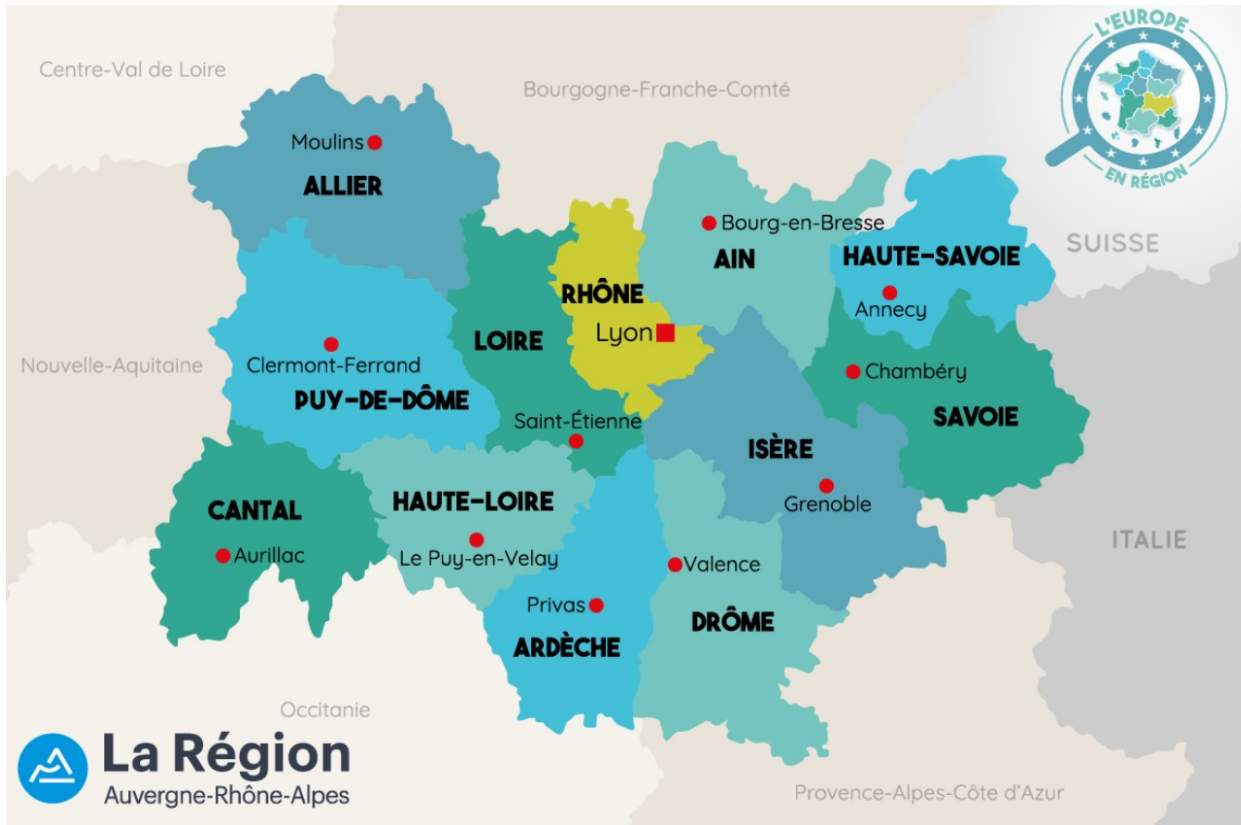 L'EUROPE
EN RÉGION
Centre-Val de Loire
Bourgogne-Franche-Comté
Moulins
ALLIER
Bourg-en-Bresse
AIN
HAUTE-SAVOIE
Annecy
SUISSE
RHÔNE
Lyon
LOIRE
Nouvelle-Aquitaine
Clermont-Ferrand
PUY-DE-DÔME
Chambéry
SAVOIE
Saint-Étienne
ISÈRE
Grenoble
CANTAL
Aurillac
HAUTE-LOIRE
Le Puy-en-Velay
ITALIE
Valence
Privas
DRÔME
ARDÈCHE
Occitanie
La Région
Auvergne-Rhône-Alpes
Provence-Alpes-Côte d'Azur